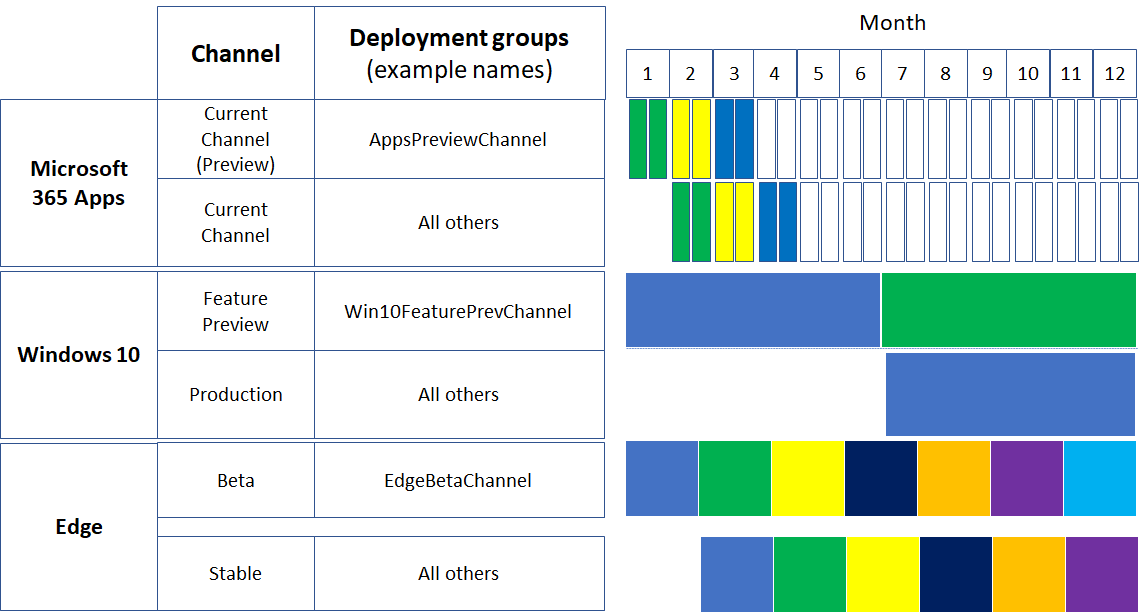 Month
Channel
Deployment groups
(example names)
1 2 3 4 5 6 7 8 9 10 11 12
Microsoft
365 Apps
Current
Channel
(Preview)
AppsPreviewChannel
Current
Channel
All others
Windows 10
Feature
Preview
Win10FeaturePrevChannel
Production
All others
Edge
Beta
EdgeBetaChannel
Stable
All others